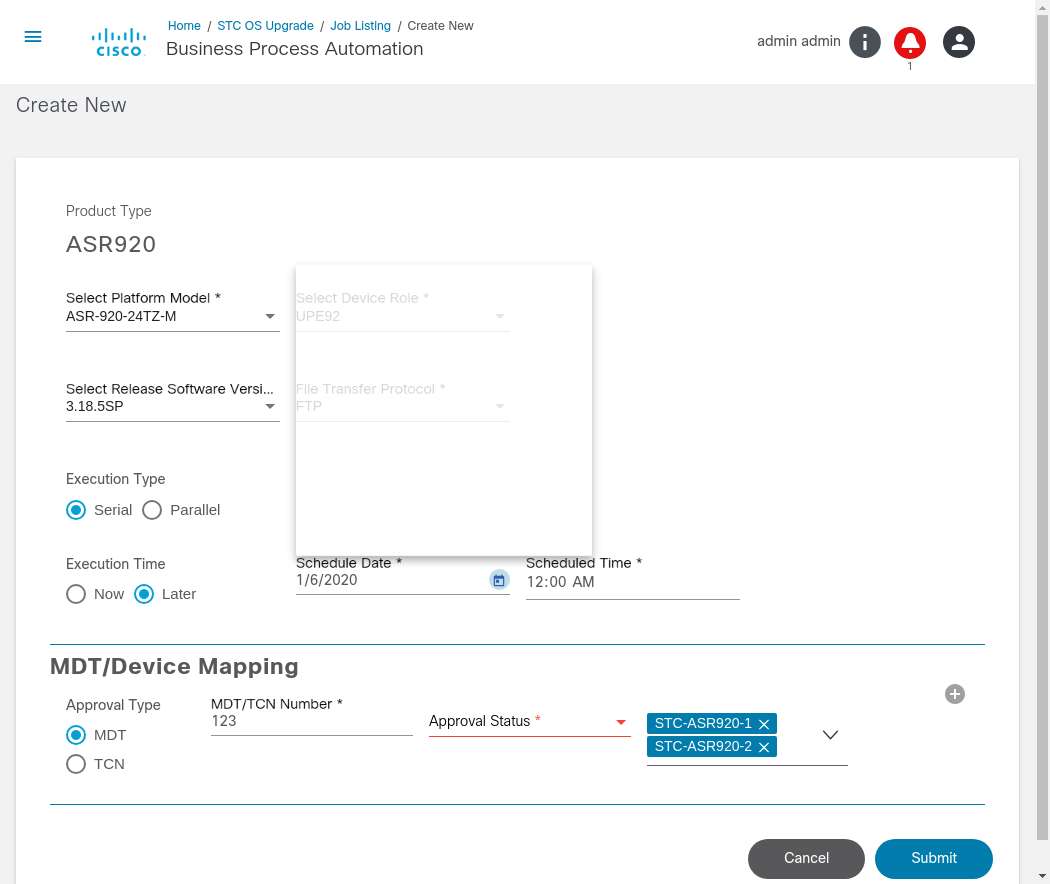 Home / STC OS Upgrade / Job Listing / Create New
CISCO
Business Process Automation
admin admin
1
Create New
Product Type
ASR920
Select Platform Model *
ASR-920-24TZ-M
Select Device Role *
UPE92
Select Release Software Versi...
3.18.5SP
File Transfer Protocol *
FTP
Execution Type
Serial
Parallel
Execution Time
Now
Later
Schedule Date *
1/6/2020
Scheduled Time *
12:00 AM
MDT/Device Mapping
Approval Type
MDT
TCN
MDT/TCN Number *
123
Approval Status *
STC-ASR920-1
STC-ASR920-2
Cancel
Submit